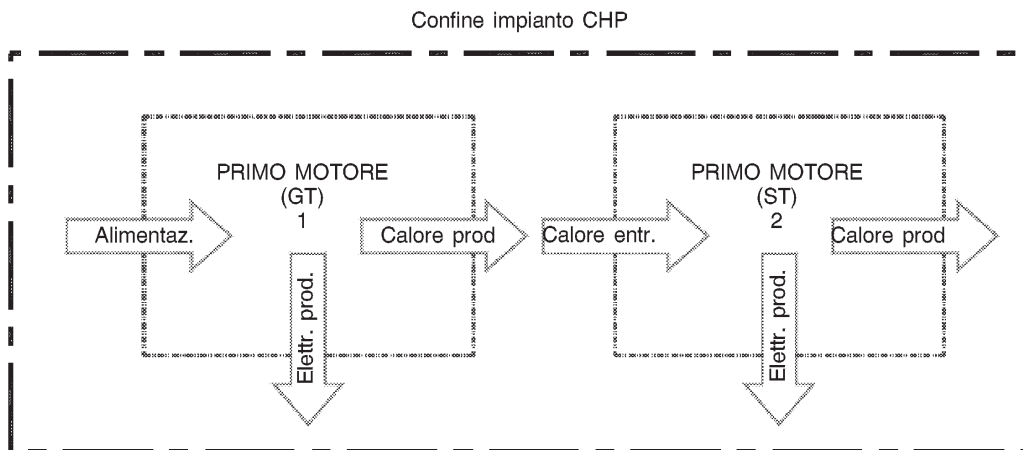 Confine impianto CHP
PRIMO MOTORE
(GT)
1
Alimentaz.
Calore prod
Elettr. prod.
PRIMO MOTORE
(ST)
2
Calore entr.
Calore prod
Elettr. prod.